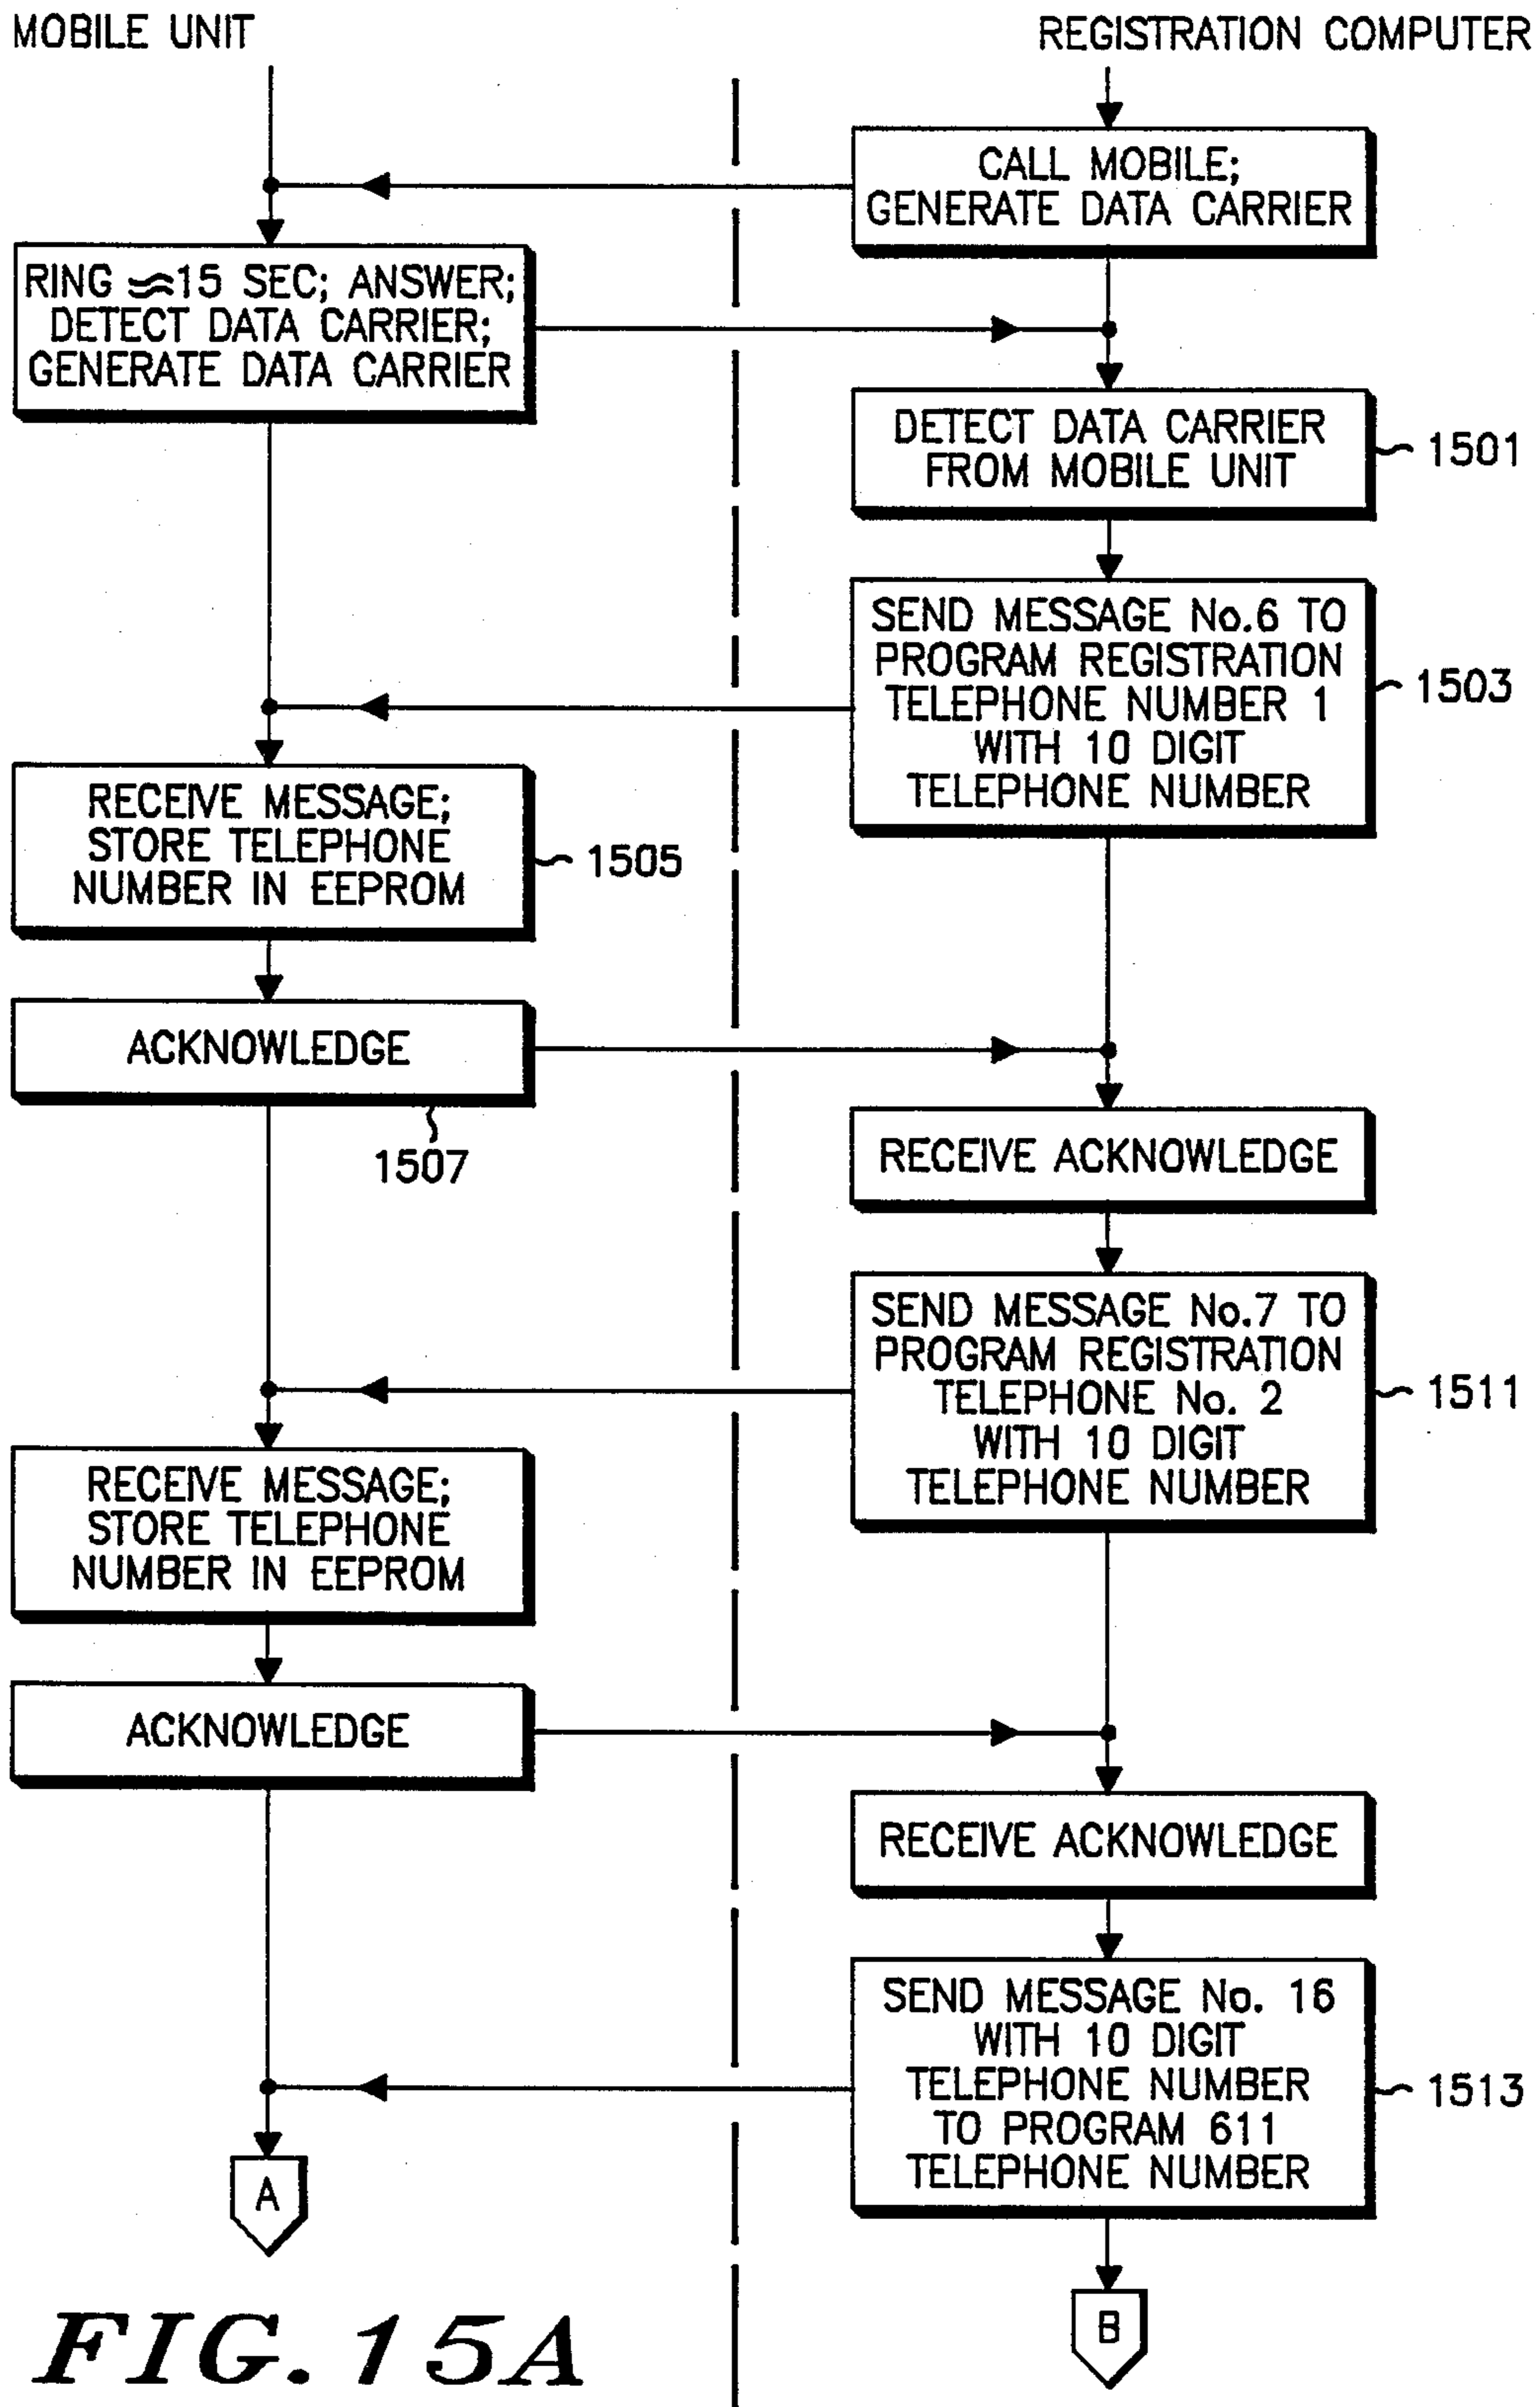 MOBILE UNIT
REGISTRATION COMPUTER
CALL MOBILE;
GENERATE DATA CARRIER
RING ≈15 SEC; ANSWER;
DETECT DATA CARRIER;
GENERATE DATA CARRIER
DETECT DATA CARRIER
FROM MOBILE UNIT
1501
SEND MESSAGE No.6 TO
PROGRAM REGISTRATION
TELEPHONE NUMBER 1
WITH 10 DIGIT
TELEPHONE NUMBER
1503
RECEIVE MESSAGE;
STORE TELEPHONE
NUMBER IN EEPROM
1505
ACKNOWLEDGE
1507
RECEIVE ACKNOWLEDGE
SEND MESSAGE No.7 TO
PROGRAM REGISTRATION
TELEPHONE No. 2
WITH 10 DIGIT
TELEPHONE NUMBER
1511
RECEIVE MESSAGE;
STORE TELEPHONE
NUMBER IN EEPROM
ACKNOWLEDGE
RECEIVE ACKNOWLEDGE
SEND MESSAGE No. 16
WITH 10 DIGIT
TELEPHONE NUMBER
TO PROGRAM 611
TELEPHONE NUMBER
1513
A
B
FIG. 15A